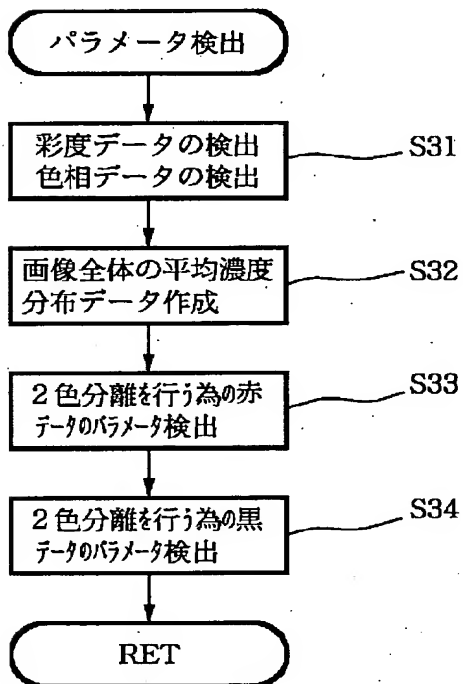 パラメータ検出
彩度データの検出
色相データの検出
S31
画像全体の平均濃度
分布データ作成
S32
2色分離を行う為の赤
データのパラメータ検出
S33
2色分離を行う為の黒
データのパラメータ検出
S34
RET